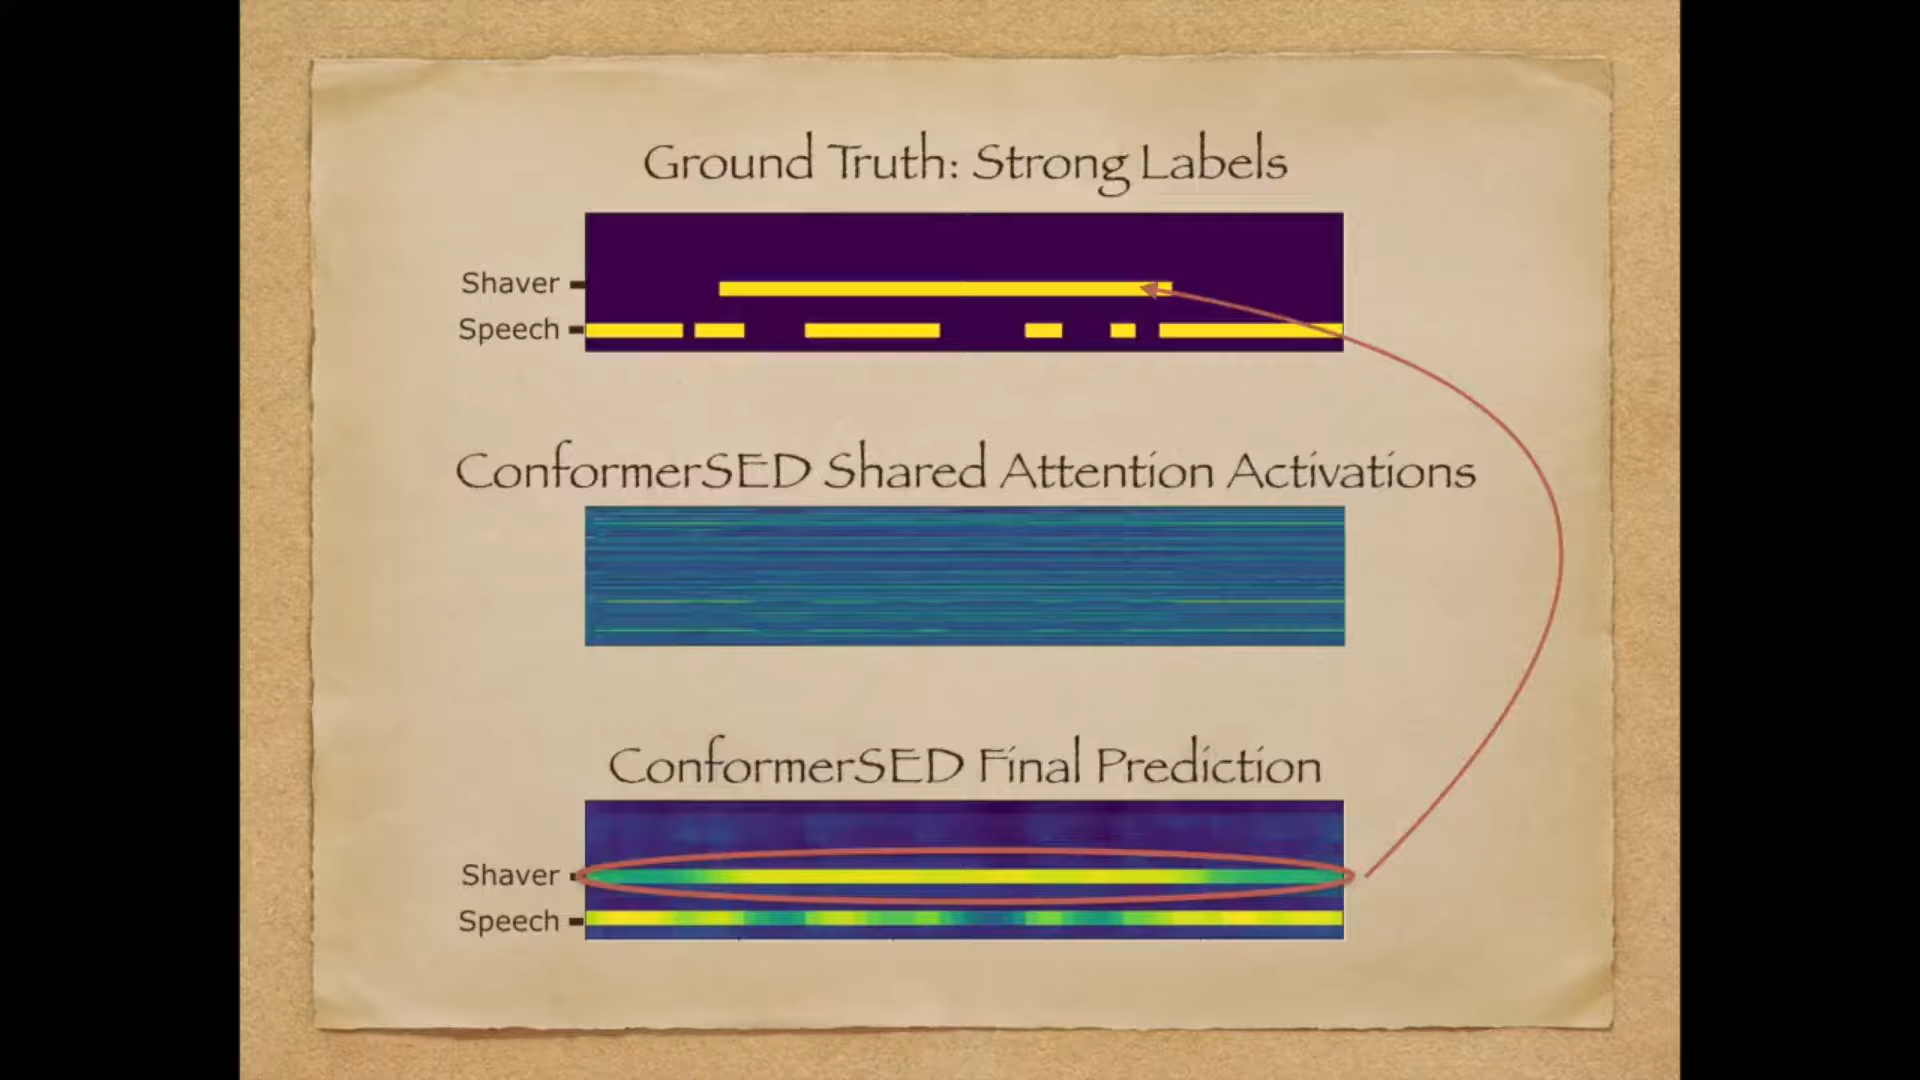 Ground Truth: Strong Labels
Shaver
Speech
ConformerSED Shared Attention Activations
ConformerSED Final Prediction
Shaver
Speech